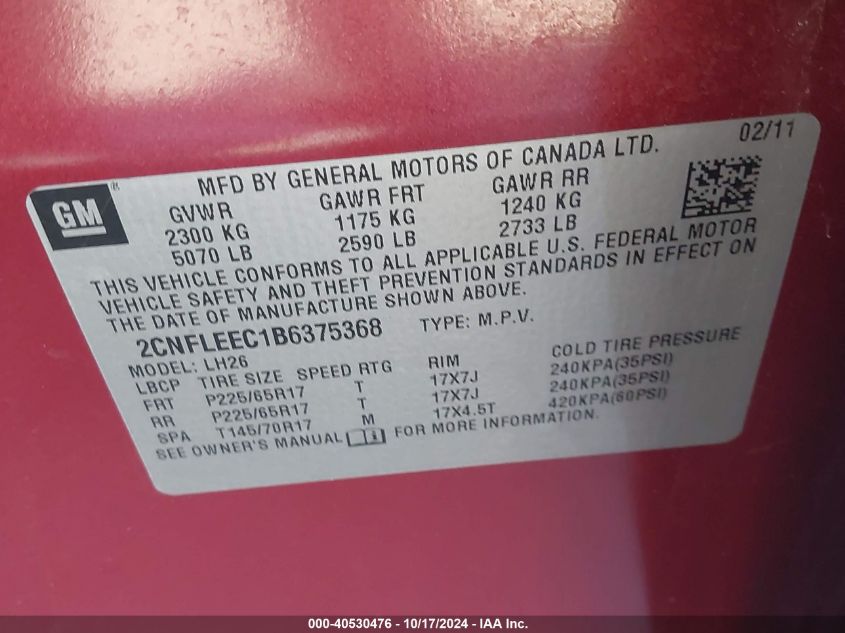 02/11
GM®
MFD BY GENERAL MOTORS OF CANADA LTD.
GVWR GAWR FRT GAWR RR
2300 KG 1175 KG 1240 KG
5070 LB 2590 LB 2733 LB
THIS VEHICLE CONFORMS TO ALL APPLICABLE U.S. FEDERAL MOTOR
VEHICLE SAFETY AND THEFT PREVENTION STANDARDS IN EFFECT ON
THE DATE OF MANUFACTURE SHOWN ABOVE.
2CNFLEEC1B6375368 TYPE: M.P.V.
MODEL: LH26
LBCP TIRE SIZE SPEED RTG RIM COLD TIRE PRESSURE
FRT P225/65R17 T 17X7J 240KPA(35PSI)
RR P225/65R17 T 17X7J 240KPA(35PSI)
SPA T145/70R17 M 17X4.5T 420KPA(60PSI)
SEE OWNER'S MANUAL FOR MORE INFORMATION.
000-40530476 - 10/17/2024 - IAA Inc.